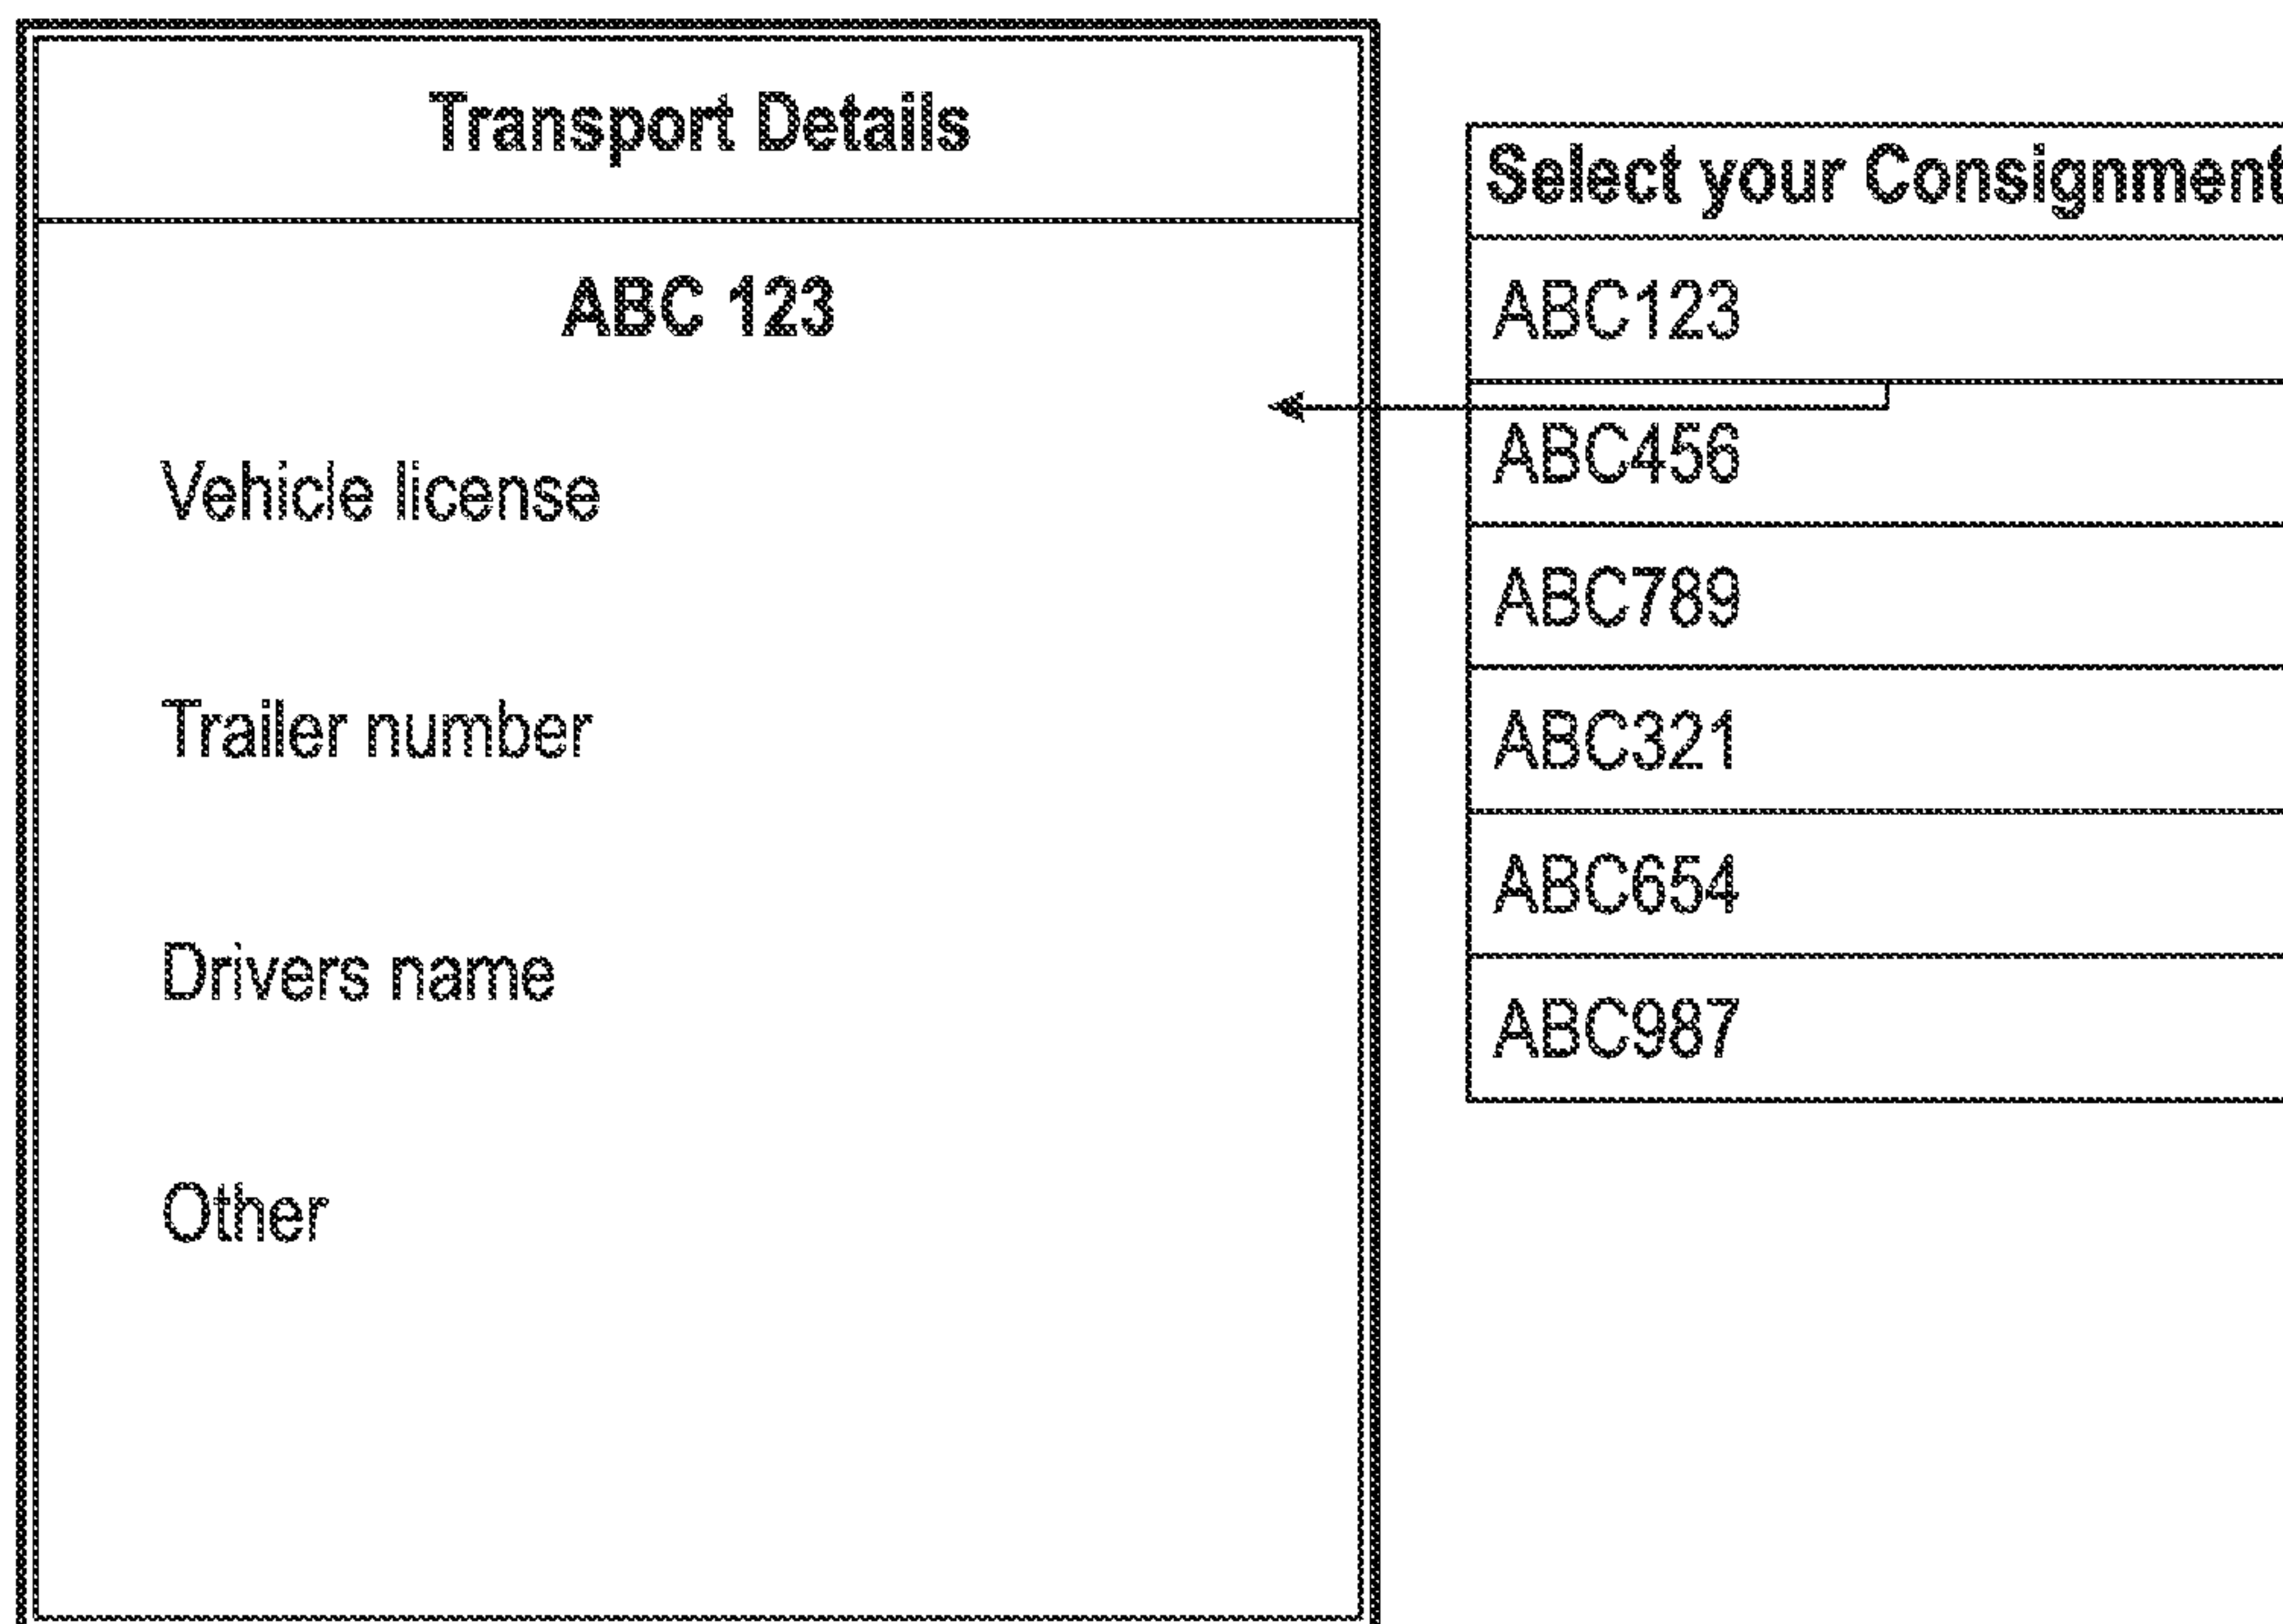 Transport Details
ABC 123
Vehicle license
Trailer number
Drivers name
Other
Select your Consignment
ABC123
ABC456
ABC789
ABC321
ABC654
ABC987